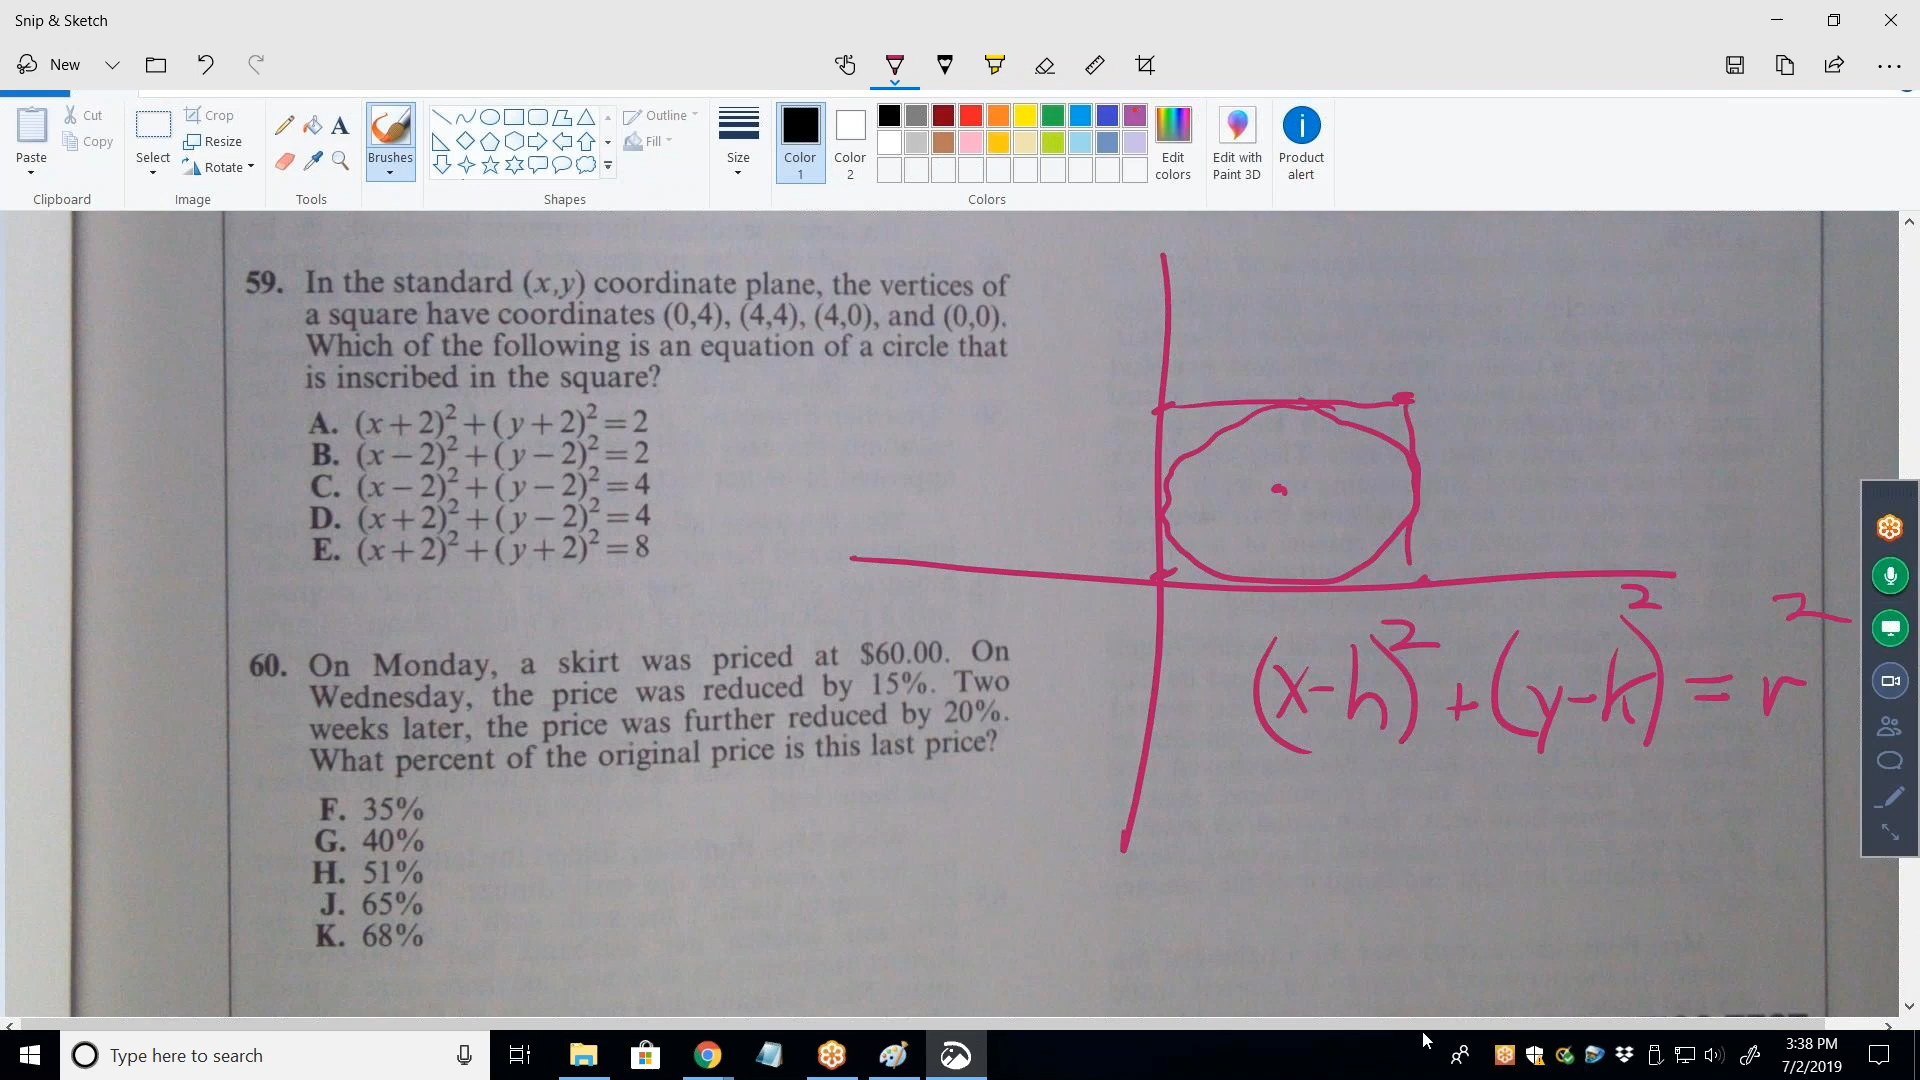 Snip & Sketch
New
Paste
Cut
Copy
Clipboard
Select
Crop
Resize
Rotate
Image
Tools
Brushes
Shapes
Outline
Fill
Size
Color 1
Color 2
Edit colors
Edit with Paint 3D
Product alert
Colors
59. In the standard (x,y) coordinate plane, the vertices of
a square have coordinates (0,4), (4,4), (4,0), and (0,0).
Which of the following is an equation of a circle that
is inscribed in the square?
A. (x + 2)² + (y + 2)² = 2
B. (x − 2)² + (y − 2)² = 2
C. (x − 2)² + (y − 2)² = 4
D. (x + 2)² + (y − 2)² = 4
E. (x + 2)² + (y + 2)² = 8
(x-h)² + (y-k)² = r²
60. On Monday, a skirt was priced at $60.00. On
Wednesday, the price was reduced by 15%. Two
weeks later, the price was further reduced by 20%.
What percent of the original price is this last price?
F. 35%
G. 40%
H. 51%
J. 65%
K. 68%
Type here to search
3:38 PM
7/2/2019